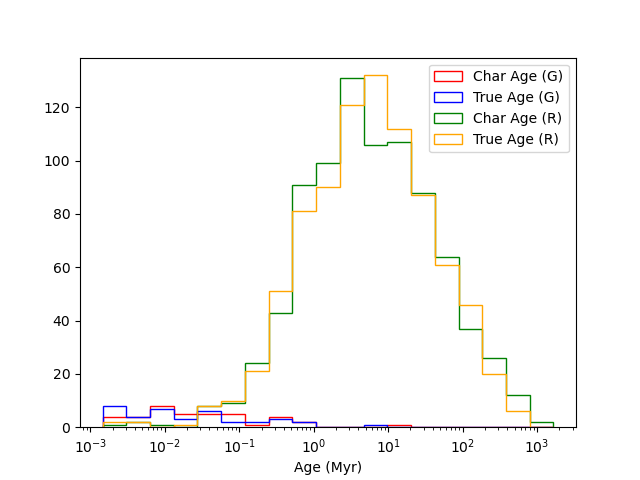 Char Age (G)
True Age (G)
Char Age (R)
True Age (R)
120
100
80
60
40
20
0
10⁻³ 10⁻² 10⁻¹ 10⁰ 10¹ 10² 10³
Age (Myr)